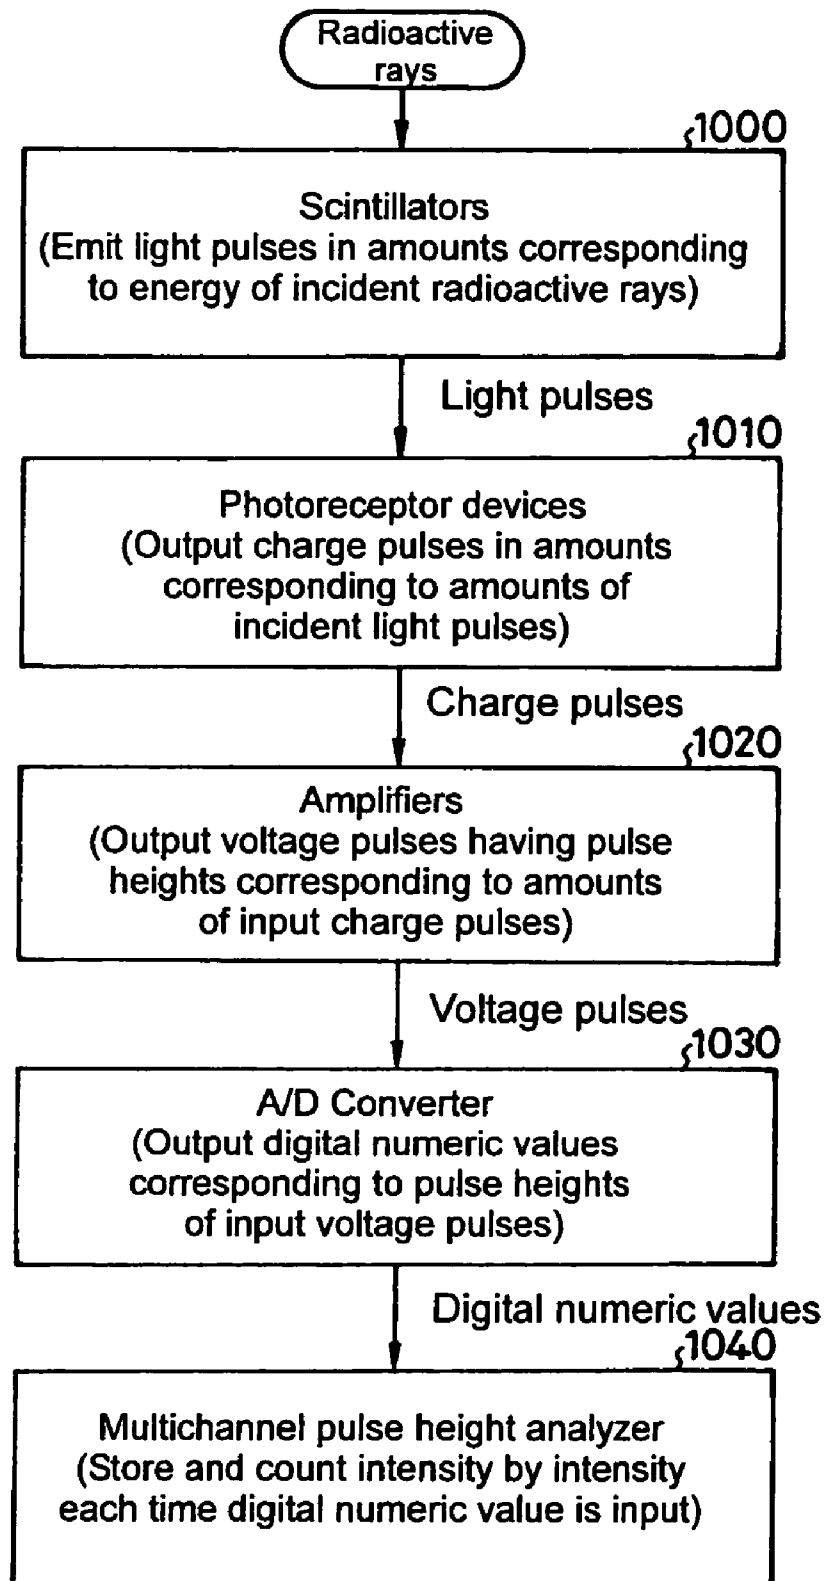 Radioactive
rays
1000
Scintillators
(Emit light pulses in amounts corresponding
to energy of incident radioactive rays)
Light pulses
1010
Photoreceptor devices
(Output charge pulses in amounts
corresponding to amounts of
incident light pulses)
Charge pulses
1020
Amplifiers
(Output voltage pulses having pulse
heights corresponding to amounts
of input charge pulses)
Voltage pulses
1030
A/D Converter
(Output digital numeric values
corresponding to pulse heights
of input voltage pulses)
Digital numeric values
1040
Multichannel pulse height analyzer
(Store and count intensity by intensity
each time digital numeric value is input)